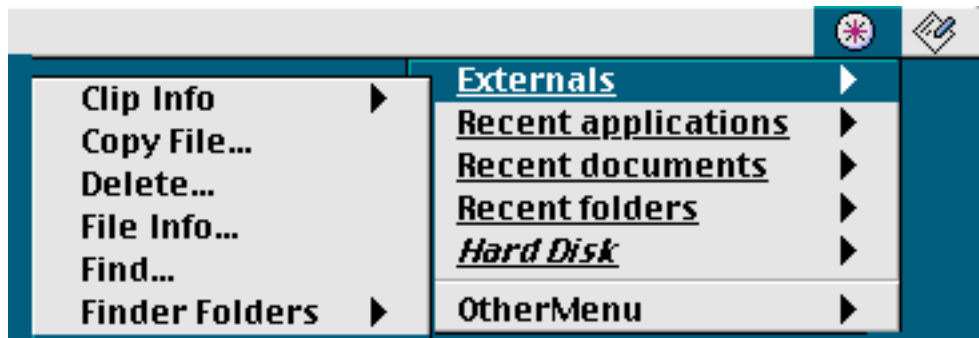 Externals
Recent applications
Recent documents
Recent folders
Hard Disk
OtherMenu
Clip Info
Copy File...
Delete...
File Info...
Find...
Finder Folders